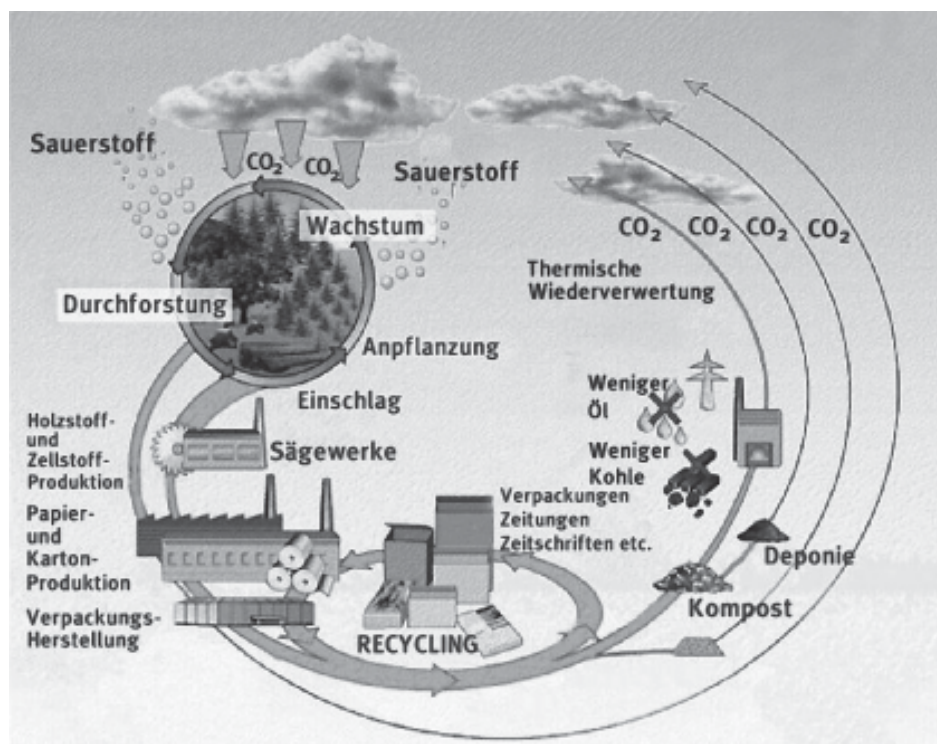 Sauerstoff
CO₂
CO₂
Sauerstoff
Wachstum
Durchforstung
Anpflanzung
Einschlag
CO₂
CO₂
CO₂
CO₂
Thermische
Wiederverwertung
Holzstoff-
und
Zellstoff-
Produktion
Sägewerke
Weniger
Öl
Weniger
Kohle
Papier-
und
Karton-
Produktion
Verpackungen
Zeitungen
Zeitschriften etc.
Deponie
Kompost
Verpackungs-
Herstellung
RECYCLING